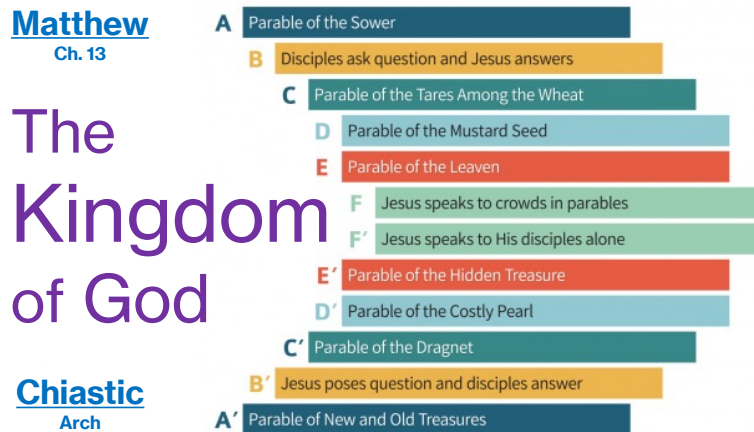 Matthew
Ch. 13
The
Kingdom
of God
Chiastic
Arch
A Parable of the Sower
B Disciples ask question and Jesus answers
C Parable of the Tares Among the Wheat
D Parable of the Mustard Seed
E Parable of the Leaven
F Jesus speaks to crowds in parables
F′ Jesus speaks to His disciples alone
E′ Parable of the Hidden Treasure
D′ Parable of the Costly Pearl
C′ Parable of the Dragnet
B′ Jesus poses question and disciples answer
A′ Parable of New and Old Treasures